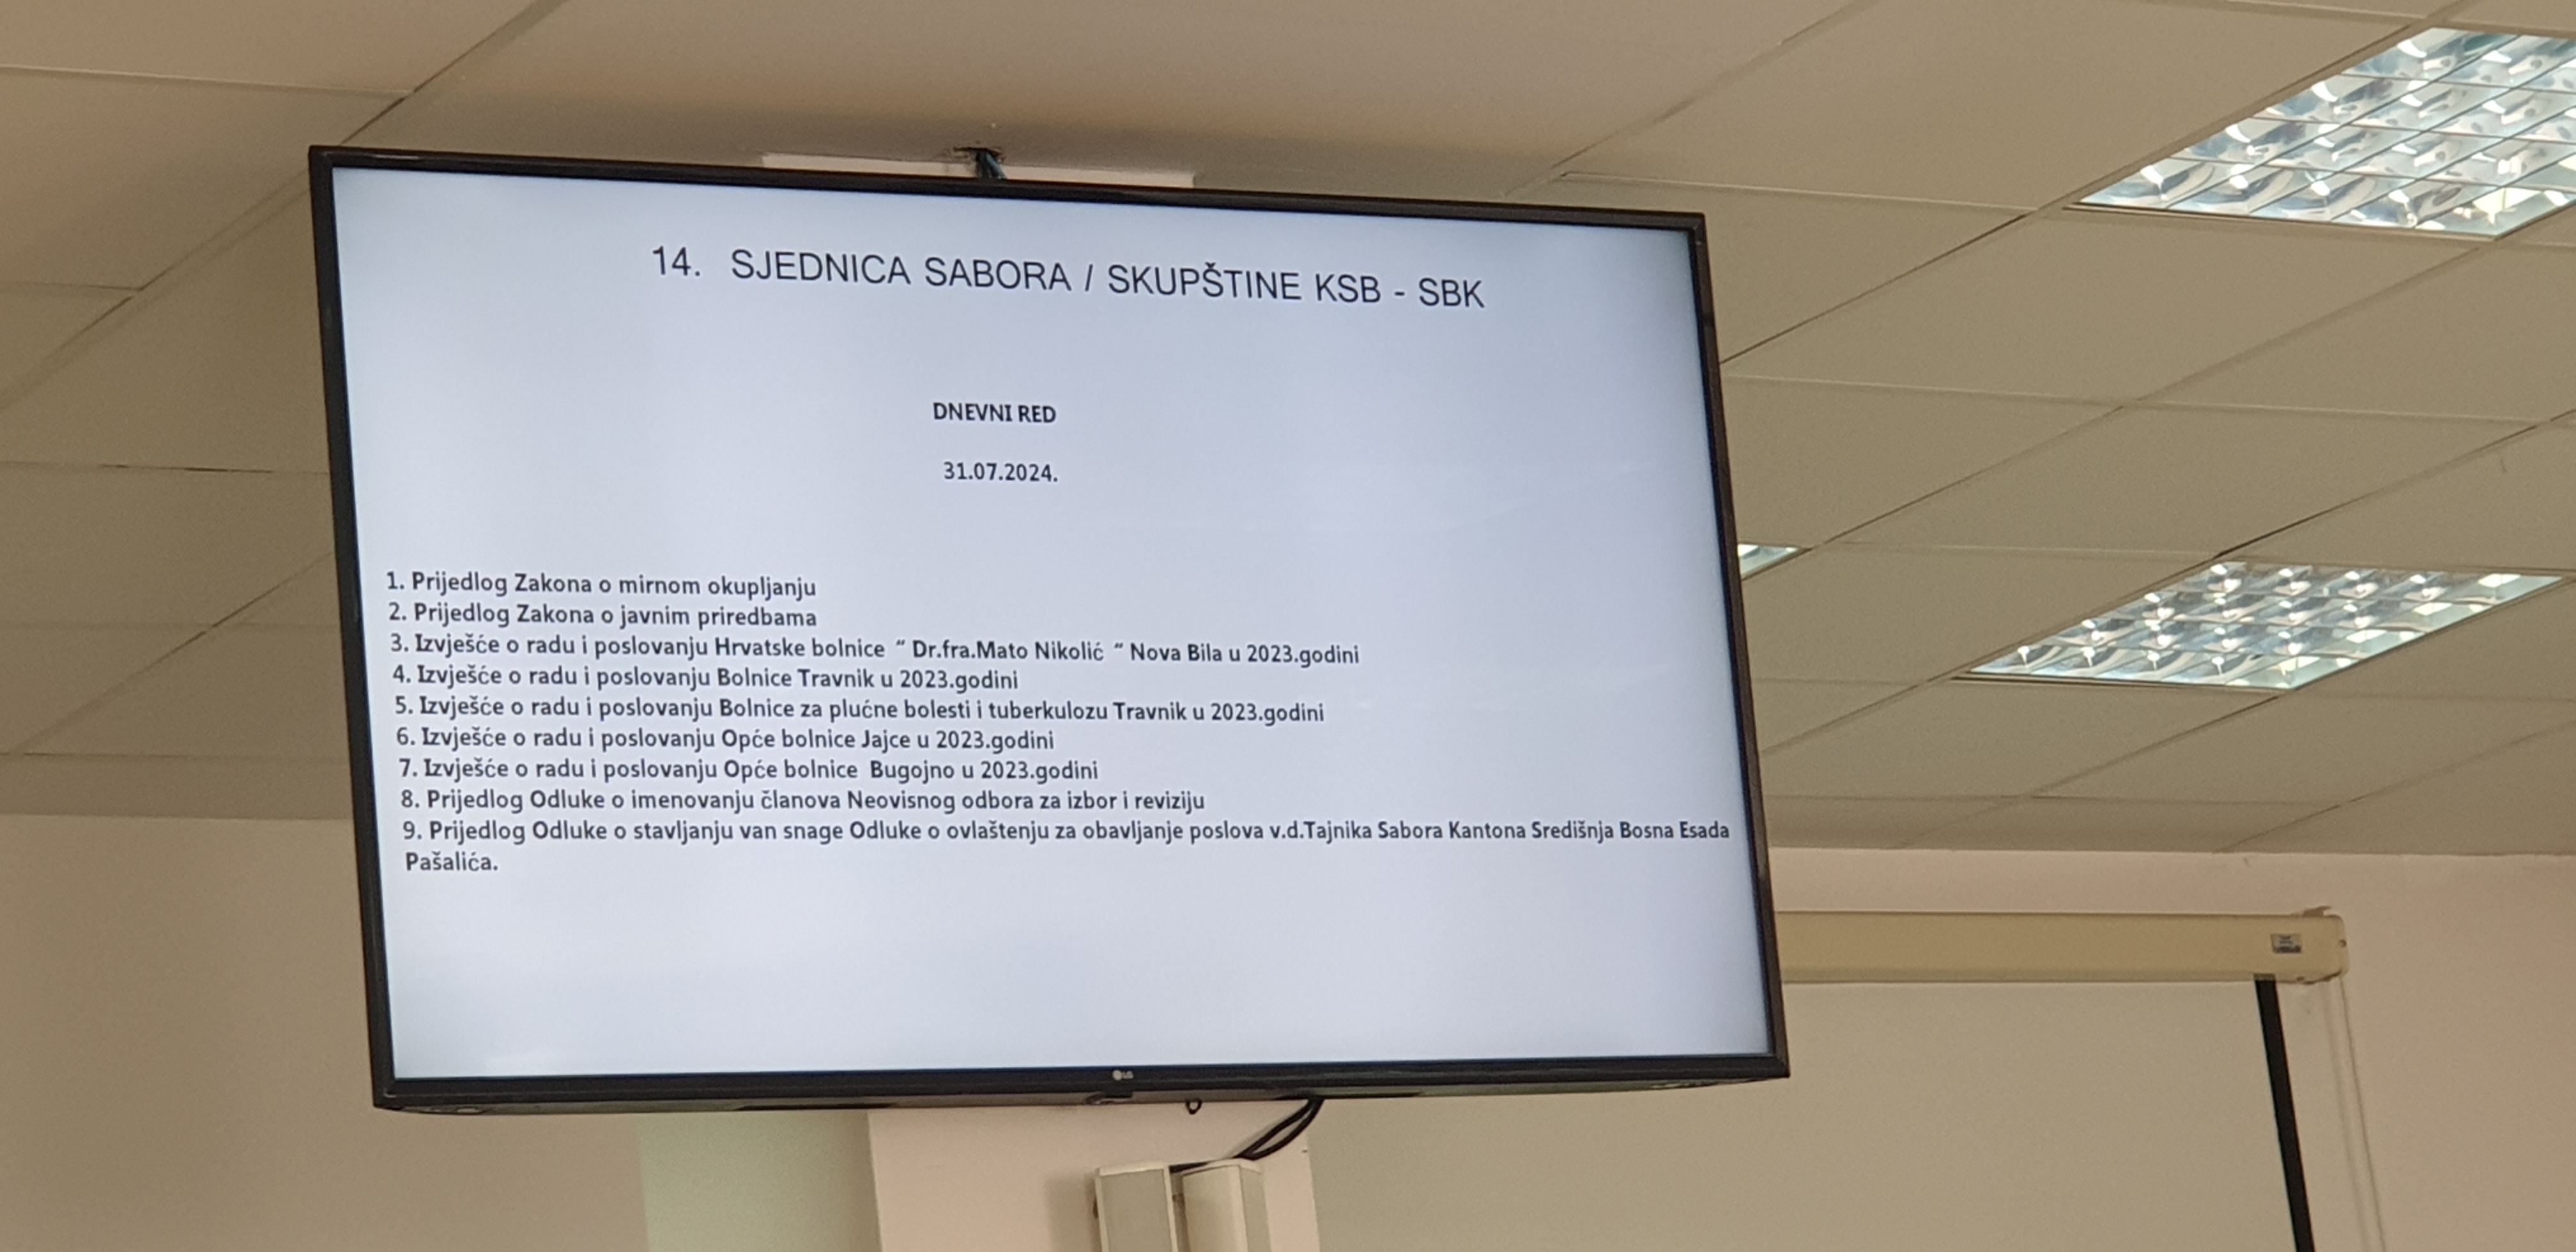 14. SJEDNICA SABORA / SKUPŠTINE KSB - SBK
DNEVNI RED
31.07.2024.
1. Prijedlog Zakona o mirnom okupljanju
2. Prijedlog Zakona o javnim priredbama
3. Izvješće o radu i poslovanju Hrvatske bolnice “ Dr.fra.Mato Nikolić “ Nova Bila u 2023.godini
4. Izvješće o radu i poslovanju Bolnice Travnik u 2023.godini
5. Izvješće o radu i poslovanju Bolnice za plućne bolesti i tuberkulozu Travnik u 2023.godini
6. Izvješće o radu i poslovanju Opće bolnice Jajce u 2023.godini
7. Izvješće o radu i poslovanju Opće bolnice Bugojno u 2023.godini
8. Prijedlog Odluke o imenovanju članova Neovisnog odbora za izbor i reviziju
9. Prijedlog Odluke o stavljanju van snage Odluke o ovlaštenju za obavljanje poslova v.d.Tajnika Sabora Kantona Središnja Bosna Esada
Pašalića.
LG